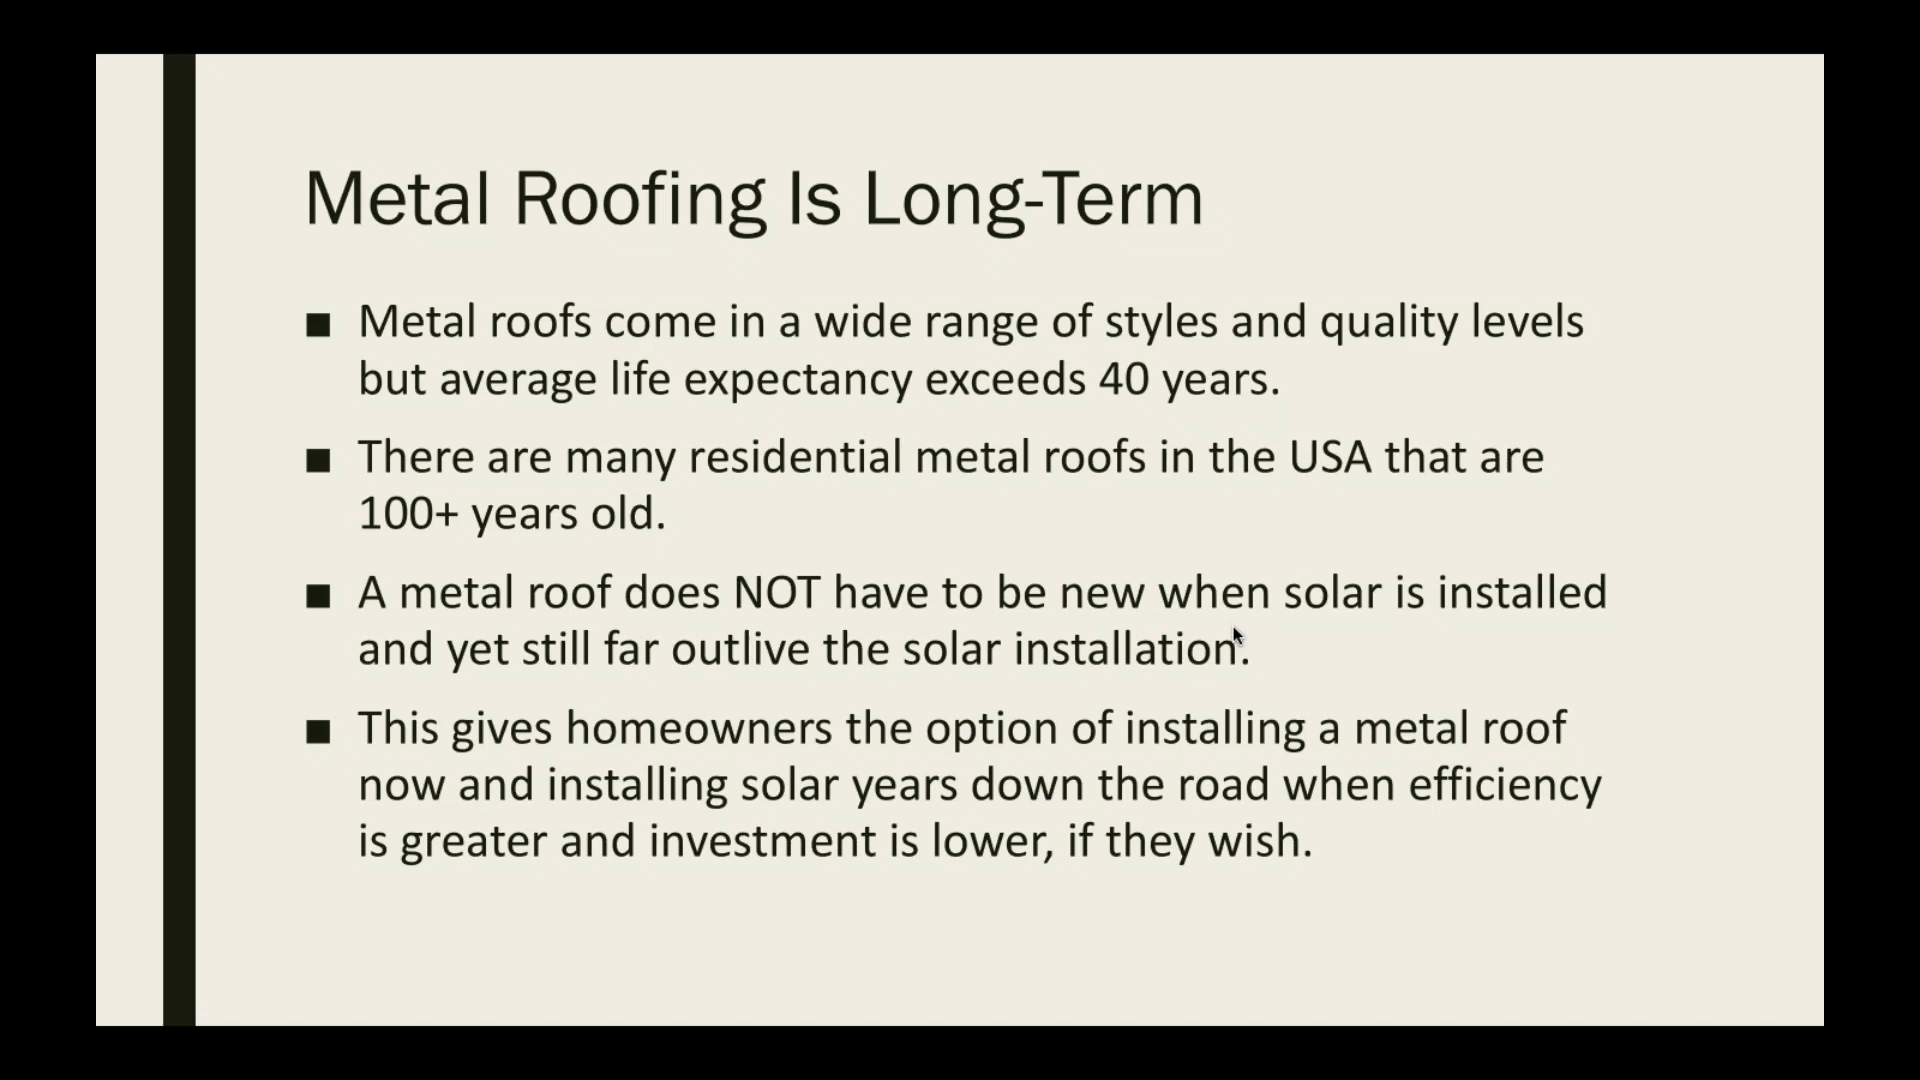 Metal Roofing Is Long-Term
■ Metal roofs come in a wide range of styles and quality levels
but average life expectancy exceeds 40 years.
■ There are many residential metal roofs in the USA that are
100+ years old.
■ A metal roof does NOT have to be new when solar is installed
and yet still far outlive the solar installation.
■ This gives homeowners the option of installing a metal roof
now and installing solar years down the road when efficiency
is greater and investment is lower, if they wish.